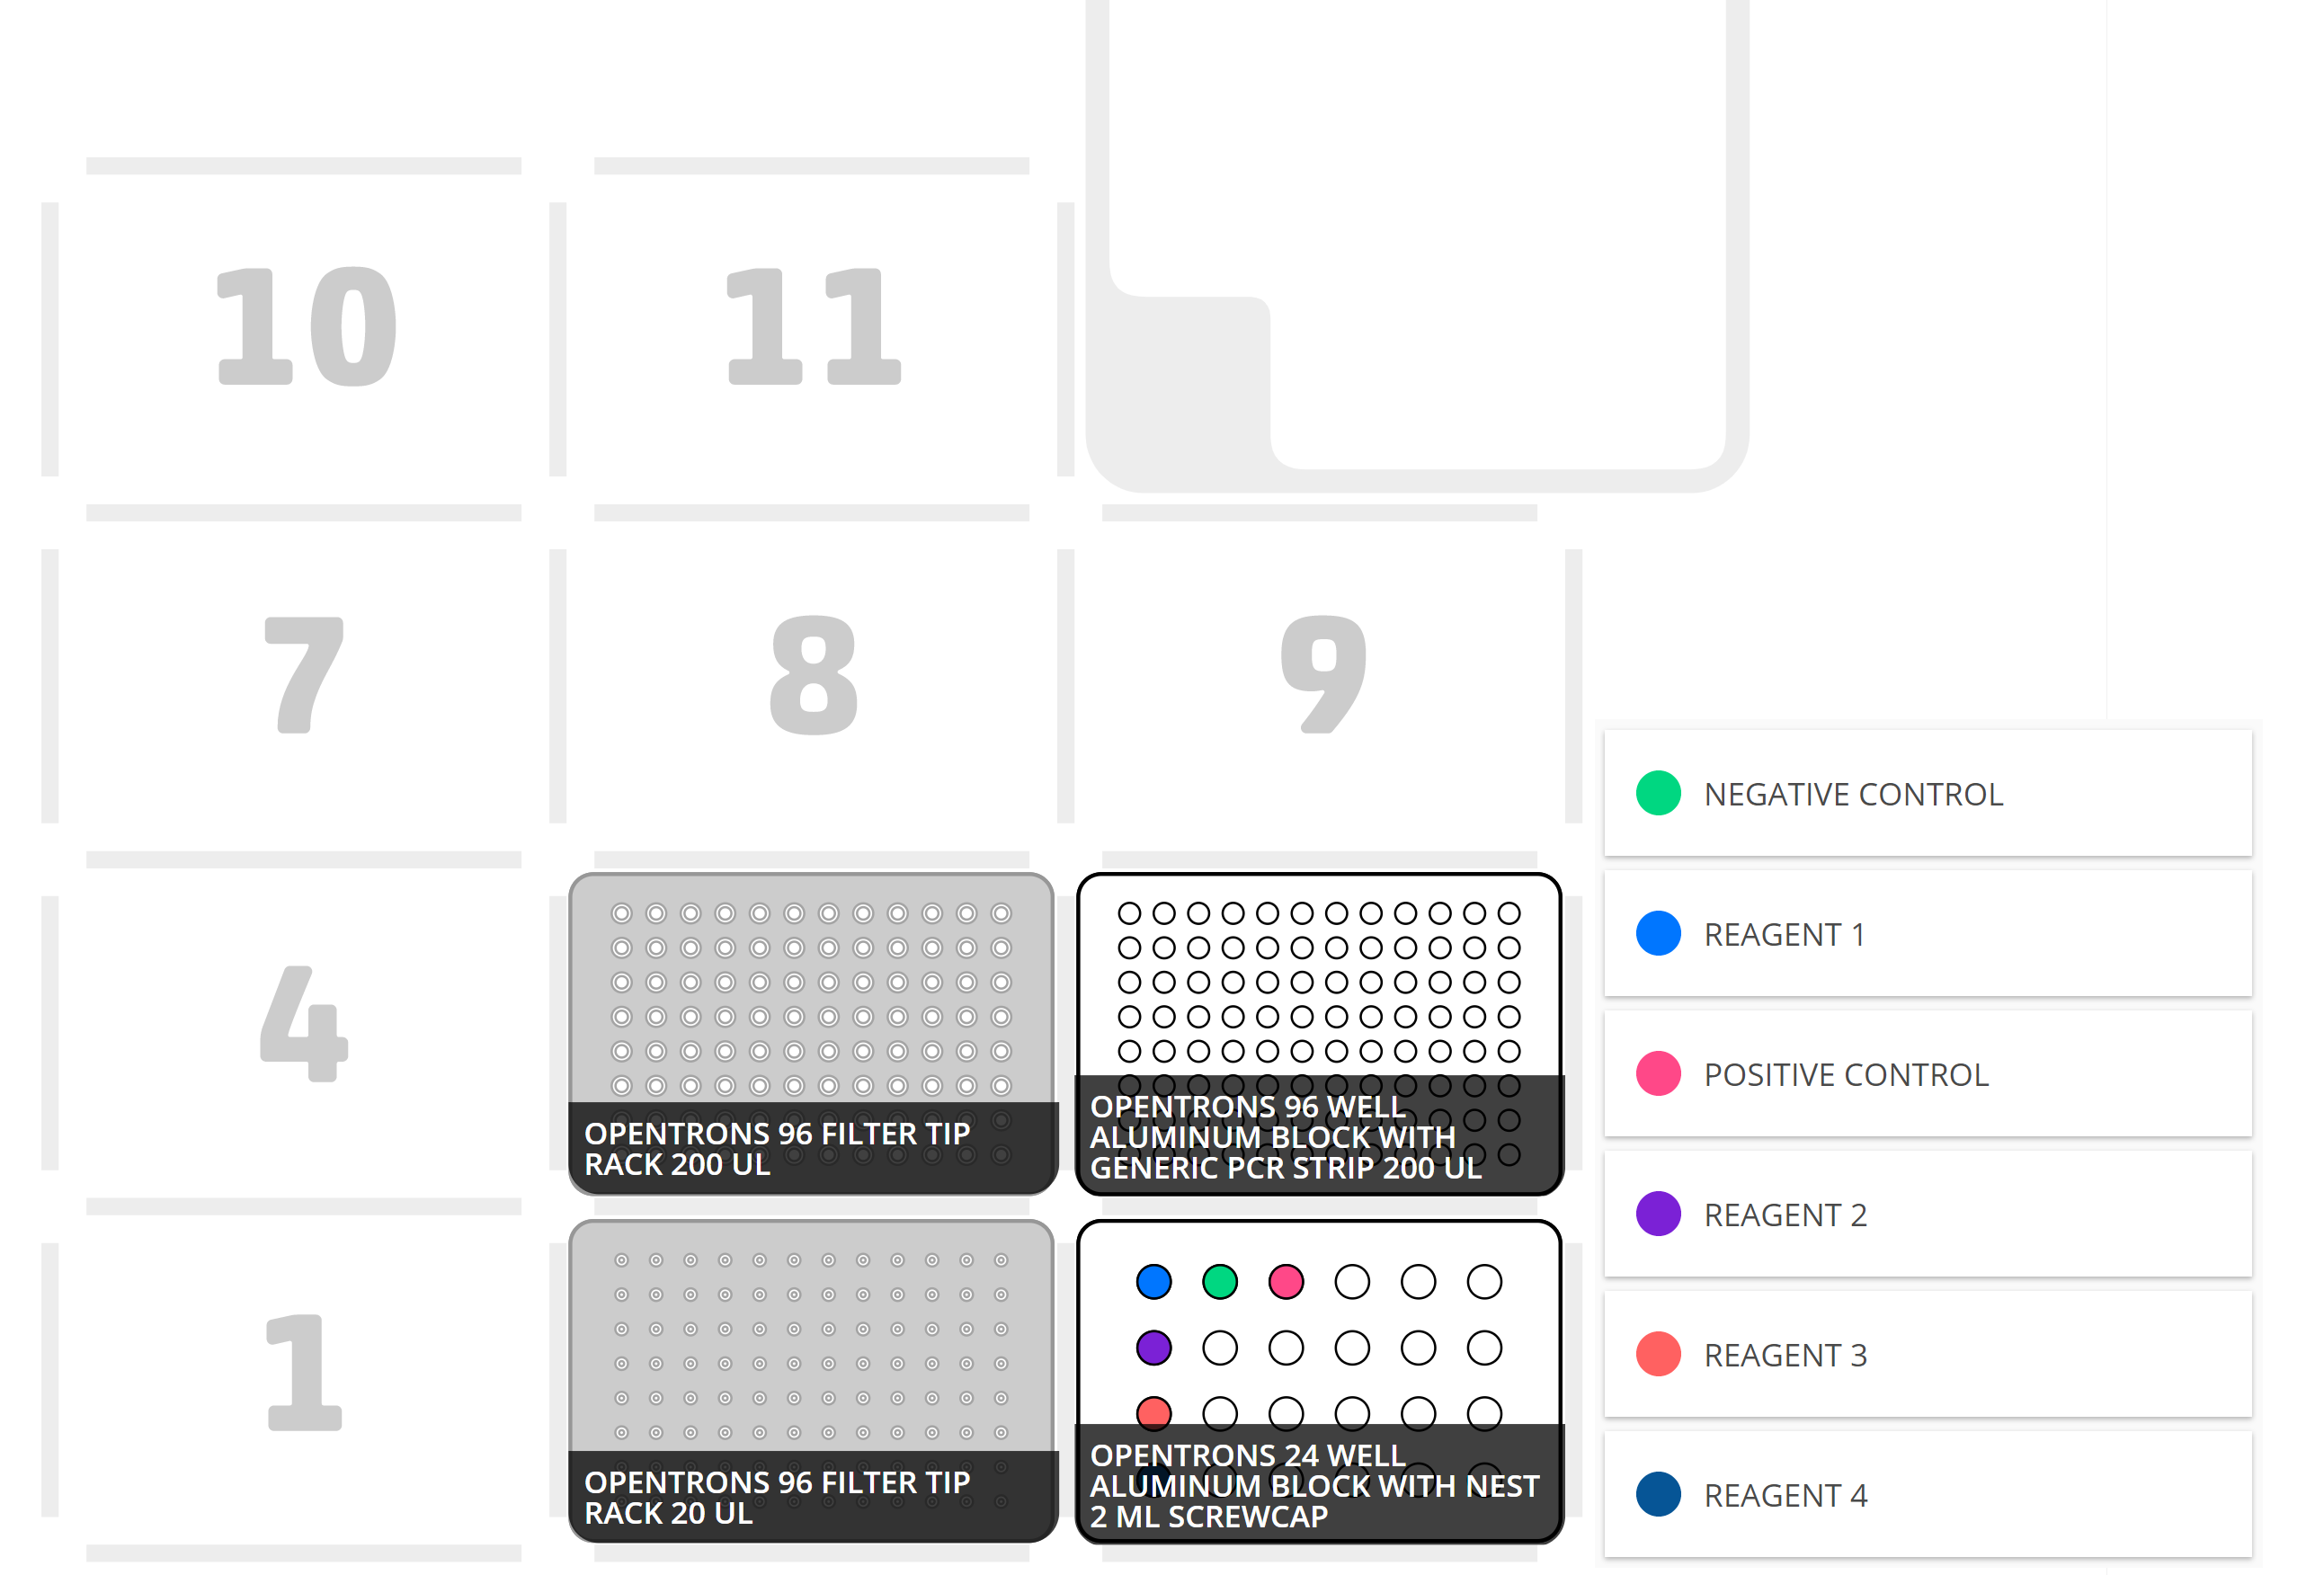 10
11
7
8
9
NEGATIVE CONTROL
REAGENT 1
4
OPENTRONS 96 FILTER TIP
RACK 200 UL
OPENTRONS 96 WELL
ALUMINUM BLOCK WITH
GENERIC PCR STRIP 200 UL
POSITIVE CONTROL
REAGENT 2
1
OPENTRONS 96 FILTER TIP
RACK 20 UL
OPENTRONS 24 WELL
ALUMINUM BLOCK WITH NEST
2 ML SCREWCAP
REAGENT 3
REAGENT 4